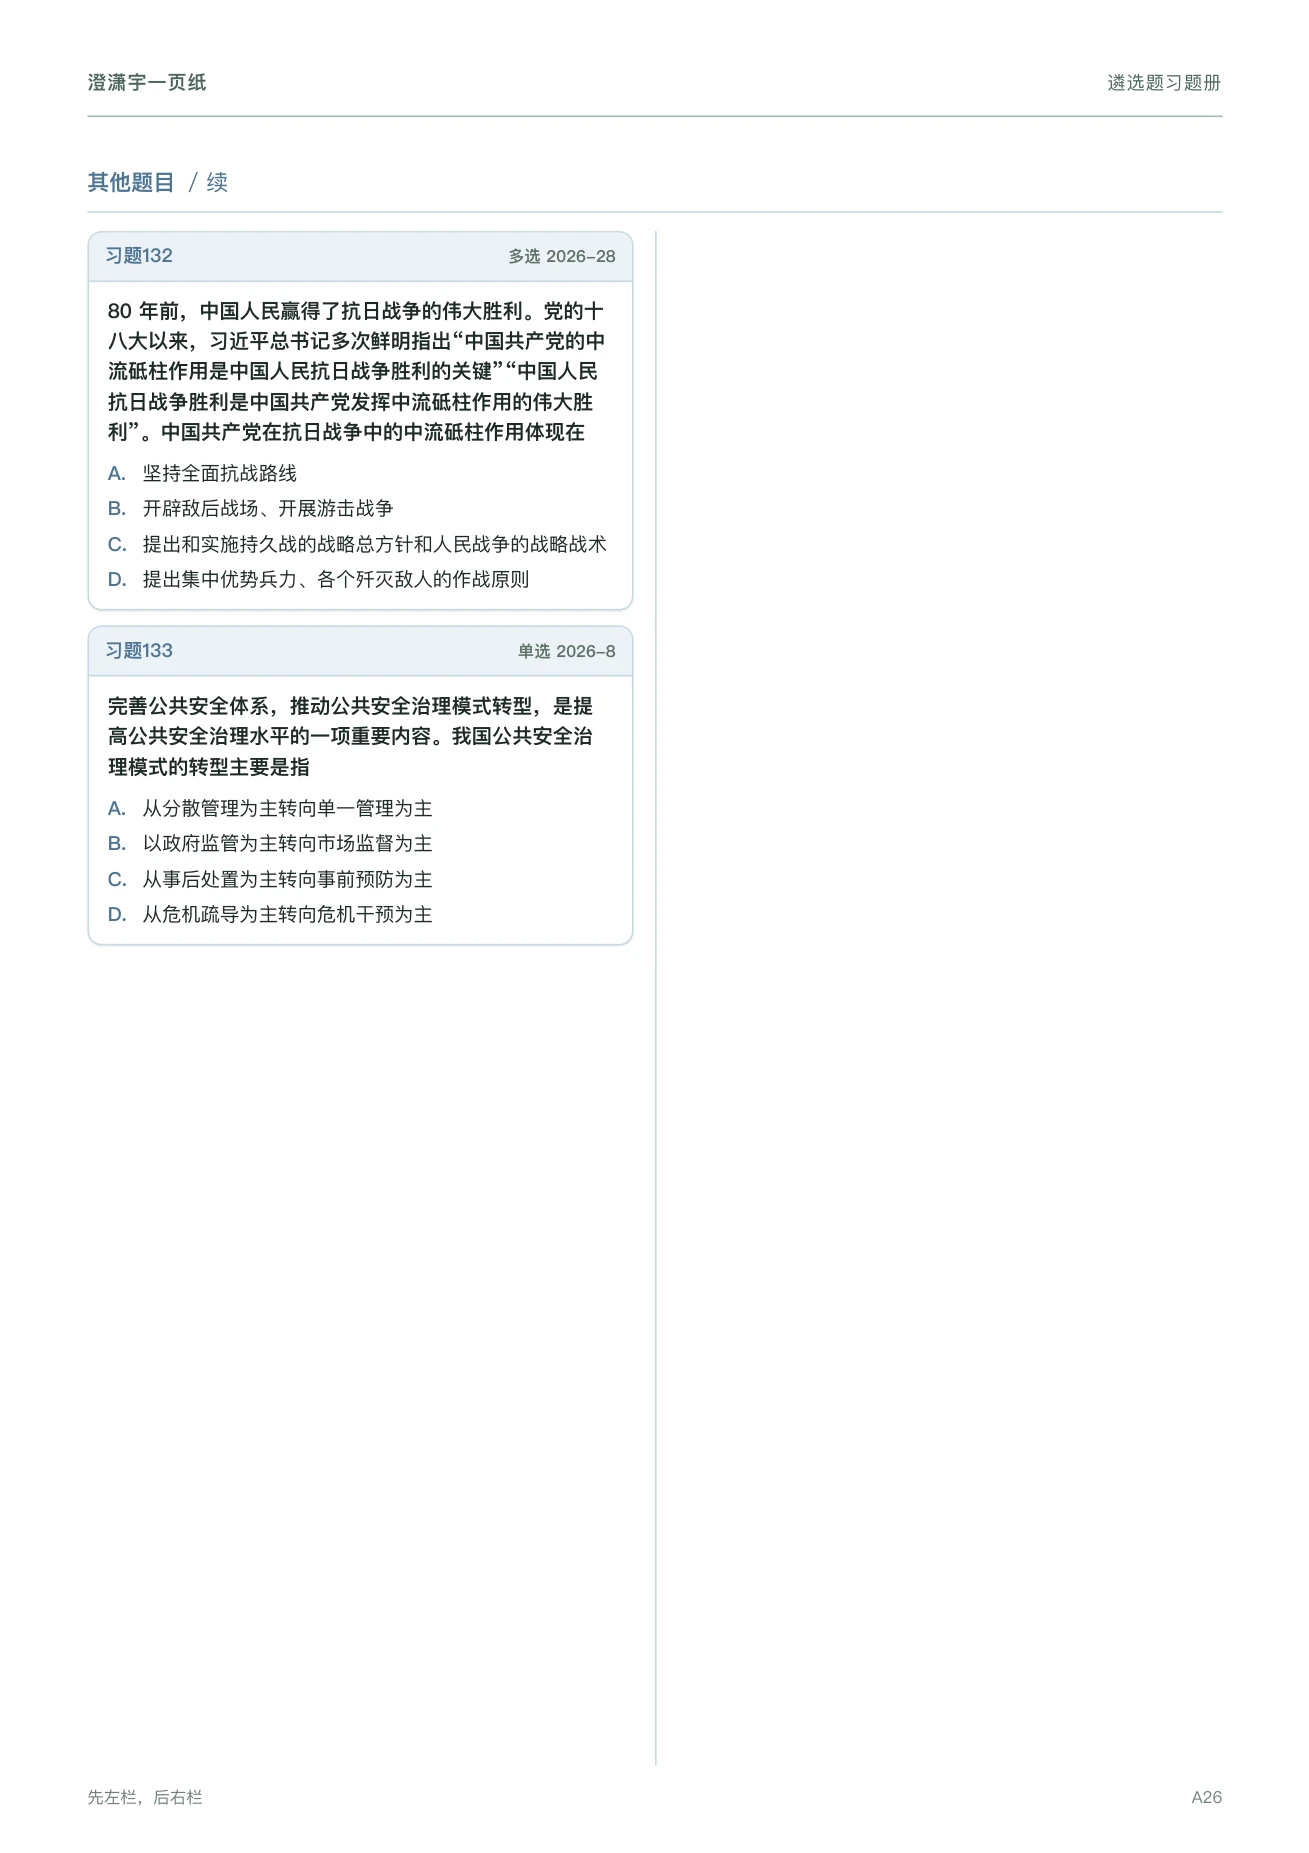 澄潇宇一页纸
遴选题习题册
其他题目 / 续
习题132
多选 2026–28
80 年前，中国人民赢得了抗日战争的伟大胜利。党的十
八大以来，习近平总书记多次鲜明指出“中国共产党的中
流砥柱作用是中国人民抗日战争胜利的关键”“中国人民
抗日战争胜利是中国共产党发挥中流砥柱作用的伟大胜
利”。中国共产党在抗日战争中的中流砥柱作用体现在
A. 坚持全面抗战路线
B. 开辟敌后战场、开展游击战争
C. 提出和实施持久战的战略总方针和人民战争的战略战术
D. 提出集中优势兵力、各个歼灭敌人的作战原则
习题133
单选 2026–8
完善公共安全体系，推动公共安全治理模式转型，是提
高公共安全治理水平的一项重要内容。我国公共安全治
理模式的转型主要是指
A. 从分散管理为主转向单一管理为主
B. 以政府监管为主转向市场监督为主
C. 从事后处置为主转向事前预防为主
D. 从危机疏导为主转向危机干预为主
先左栏，后右栏
A26